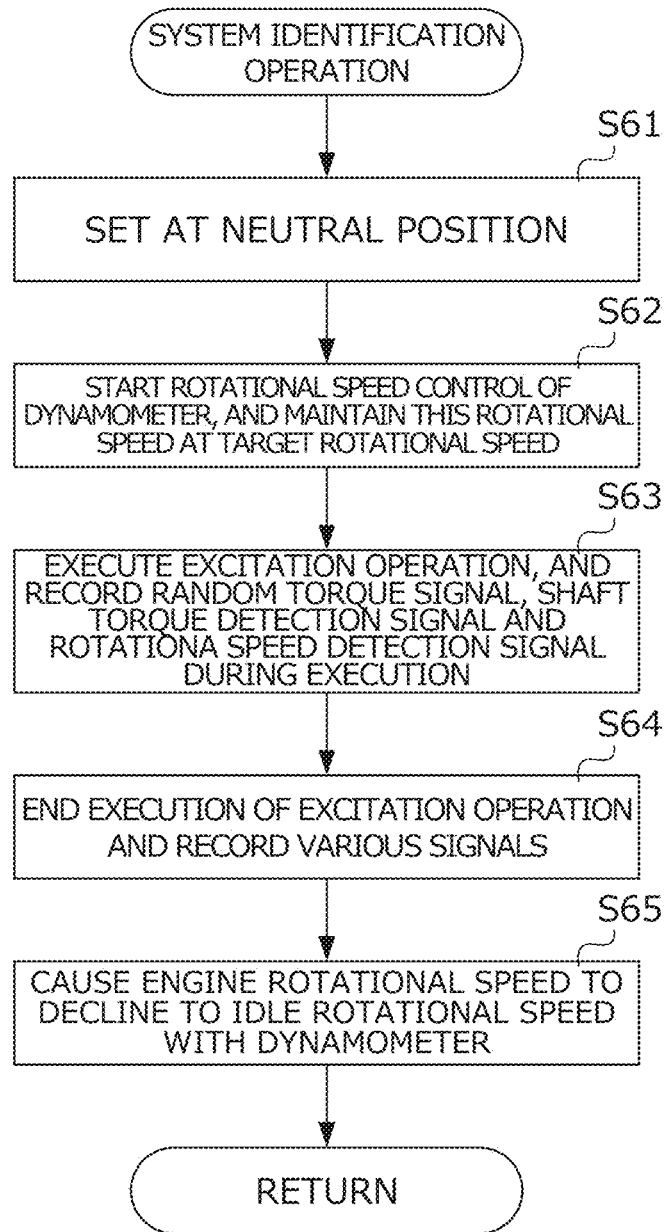 SYSTEM IDENTIFICATION
OPERATION
S61
SET AT NEUTRAL POSITION
S62
START ROTATIONAL SPEED CONTROL OF
DYNAMOMETER, AND MAINTAIN THIS ROTATIONAL
SPEED AT TARGET ROTATIONAL SPEED
S63
EXECUTE EXCITATION OPERATION, AND
RECORD RANDOM TORQUE SIGNAL, SHAFT
TORQUE DETECTION SIGNAL AND
ROTATIONA SPEED DETECTION SIGNAL
DURING EXECUTION
S64
END EXECUTION OF EXCITATION OPERATION
AND RECORD VARIOUS SIGNALS
S65
CAUSE ENGINE ROTATIONAL SPEED TO
DECLINE TO IDLE ROTATIONAL SPEED
WITH DYNAMOMETER
RETURN